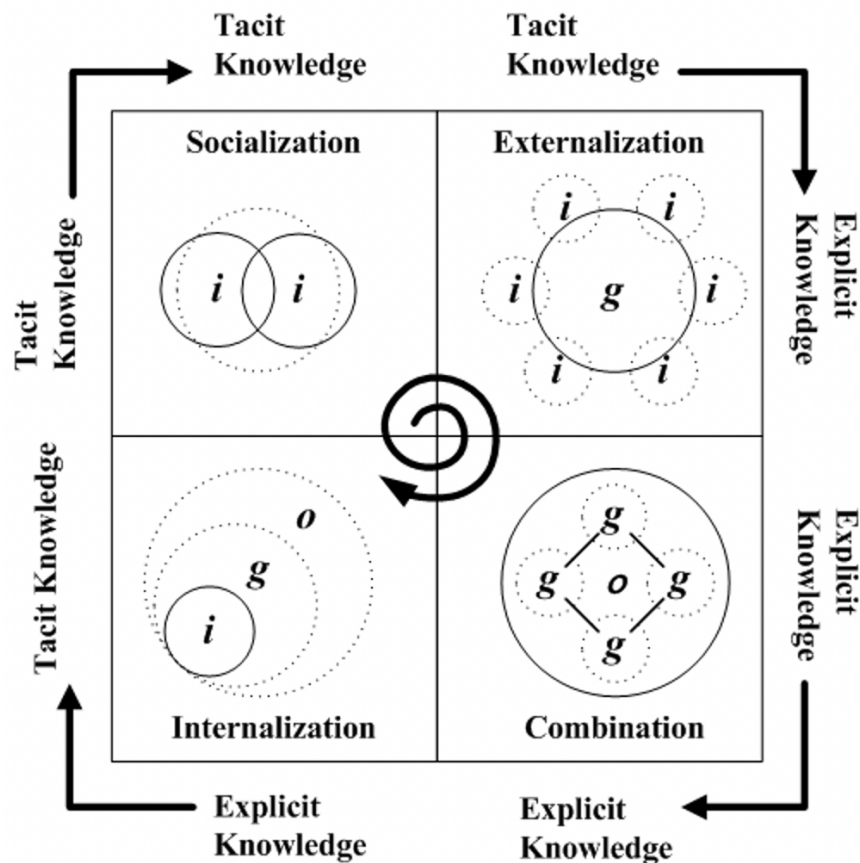 Tacit
Knowledge
Tacit
Knowledge
Socialization
Externalization
i
i
i
i
i
g
i
i
i
Tacit
Knowledge
Explicit
Knowledge
o
g
i
g
g
o
g
g
Tacit Knowledge
Explicit
Knowledge
Internalization
Combination
Explicit
Knowledge
Explicit
Knowledge